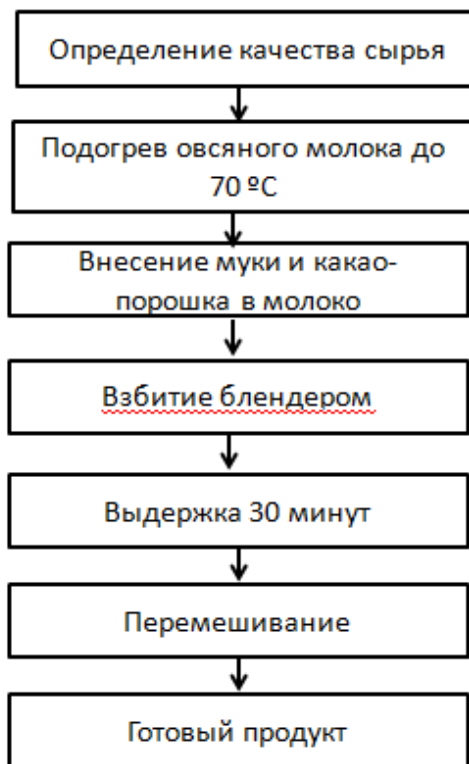 Определение качества сырья
Подогрев овсяного молока до
70 ºС
Внесение муки и какао-
порошка в молоко
Взбитие блендером
Выдержка 30 минут
Перемешивание
Готовый продукт